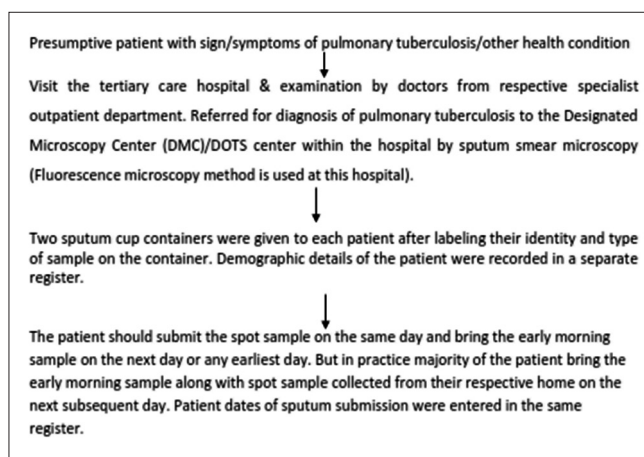 Presumptive patient with sign/symptoms of pulmonary tuberculosis/other health condition
Visit the tertiary care hospital & examination by doctors from respective specialist
outpatient department. Referred for diagnosis of pulmonary tuberculosis to the Designated
Microscopy Center (DMC)/DOTS center within the hospital by sputum smear microscopy
(Fluorescence microscopy method is used at this hospital).
Two sputum cup containers were given to each patient after labeling their identity and type
of sample on the container. Demographic details of the patient were recorded in a separate
register.
The patient should submit the spot sample on the same day and bring the early morning
sample on the next day or any earliest day. But in practice majority of the patient bring the
early morning sample along with spot sample collected from their respective home on the
next subsequent day. Patient dates of sputum submission were entered in the same
register.